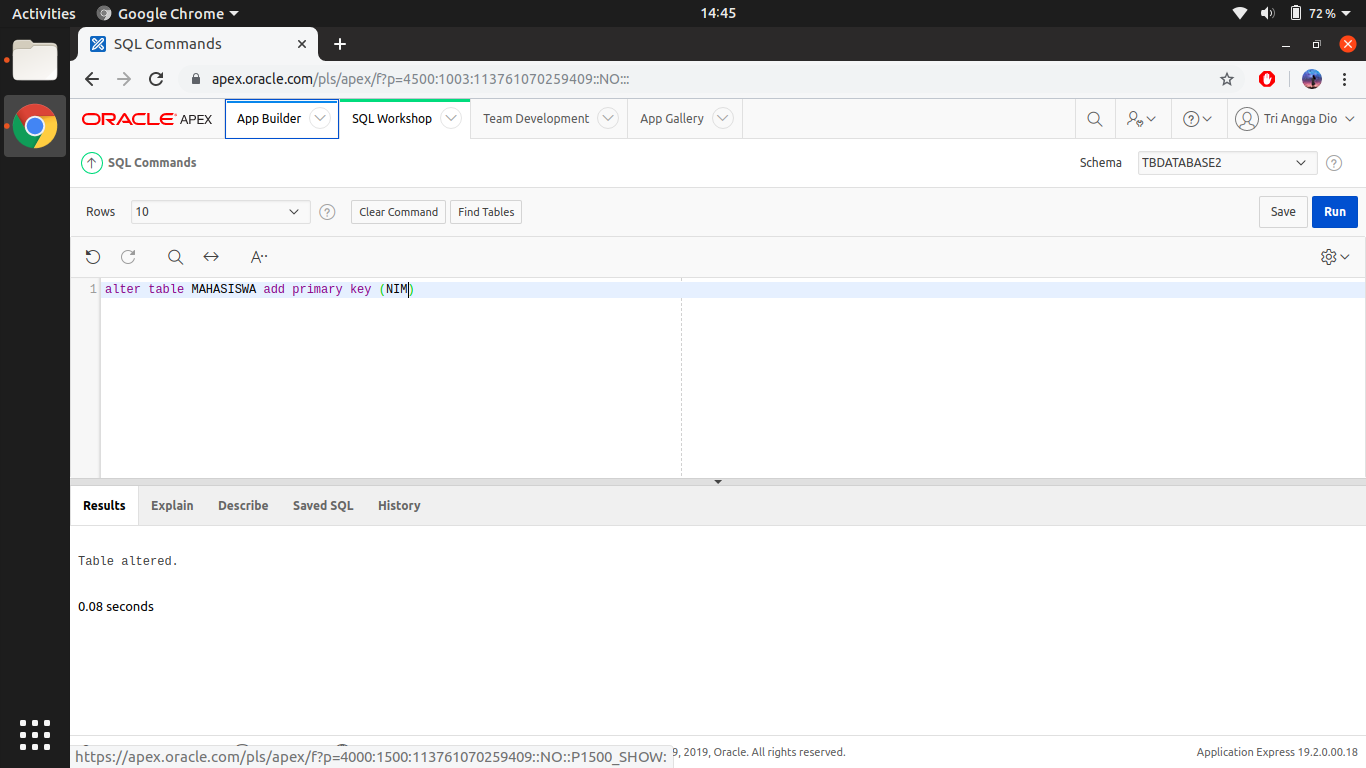 Activities Google Chrome 14:45 72%
SQL Commands
apex.oracle.com/pls/apex/f?p=4500:1003:113761070259409::NO:::
ORACLE APEX App Builder SQL Workshop Team Development App Gallery Tri Angga Dio
SQL Commands Schema TBDATABASE2
Rows 10 Clear Command Find Tables Save Run
A··
1 alter table MAHASISWA add primary key (NIM)
Results Explain Describe Saved SQL History
Table altered.
0.08 seconds
https://apex.oracle.com/pls/apex/f?p=4000:1500:113761070259409::NO::P1500_SHOW: 9, 2019, Oracle. All rights reserved. Application Express 19.2.0.00.18